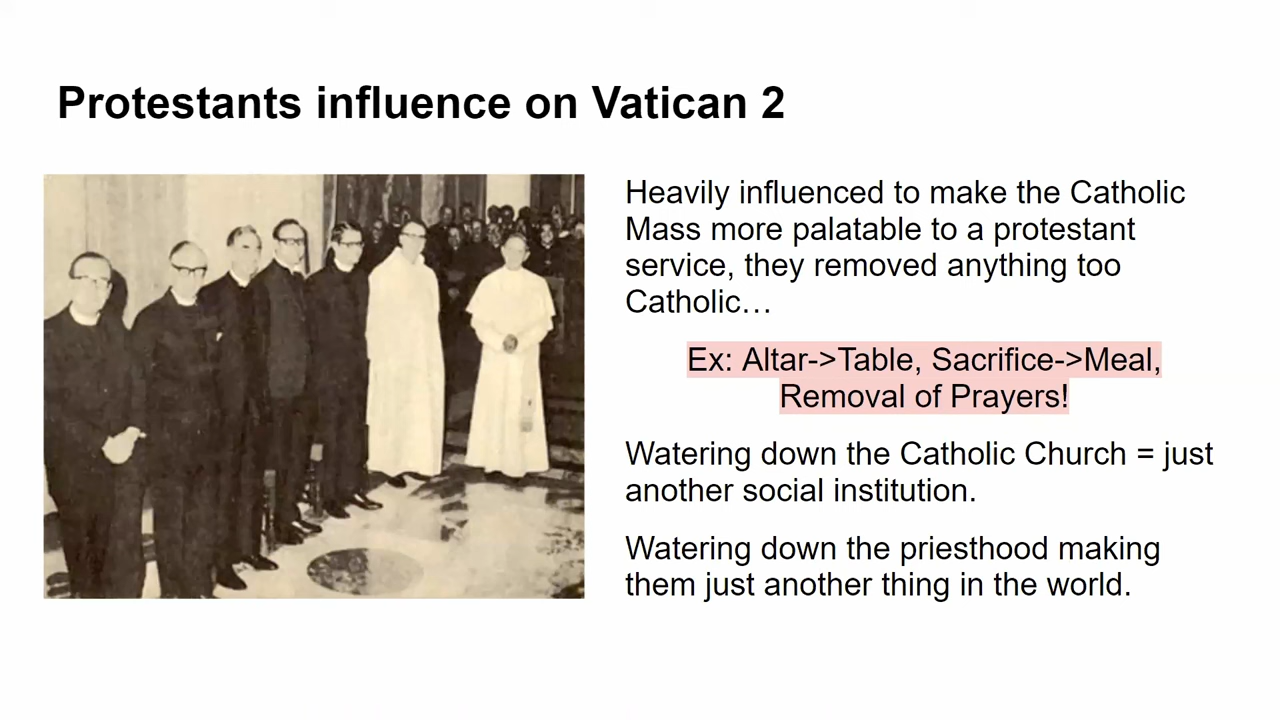 Protestants influence on Vatican 2
Heavily influenced to make the Catholic
Mass more palatable to a protestant
service, they removed anything too
Catholic…
Ex: Altar->Table, Sacrifice->Meal,
Removal of Prayers!
Watering down the Catholic Church = just
another social institution.
Watering down the priesthood making
them just another thing in the world.